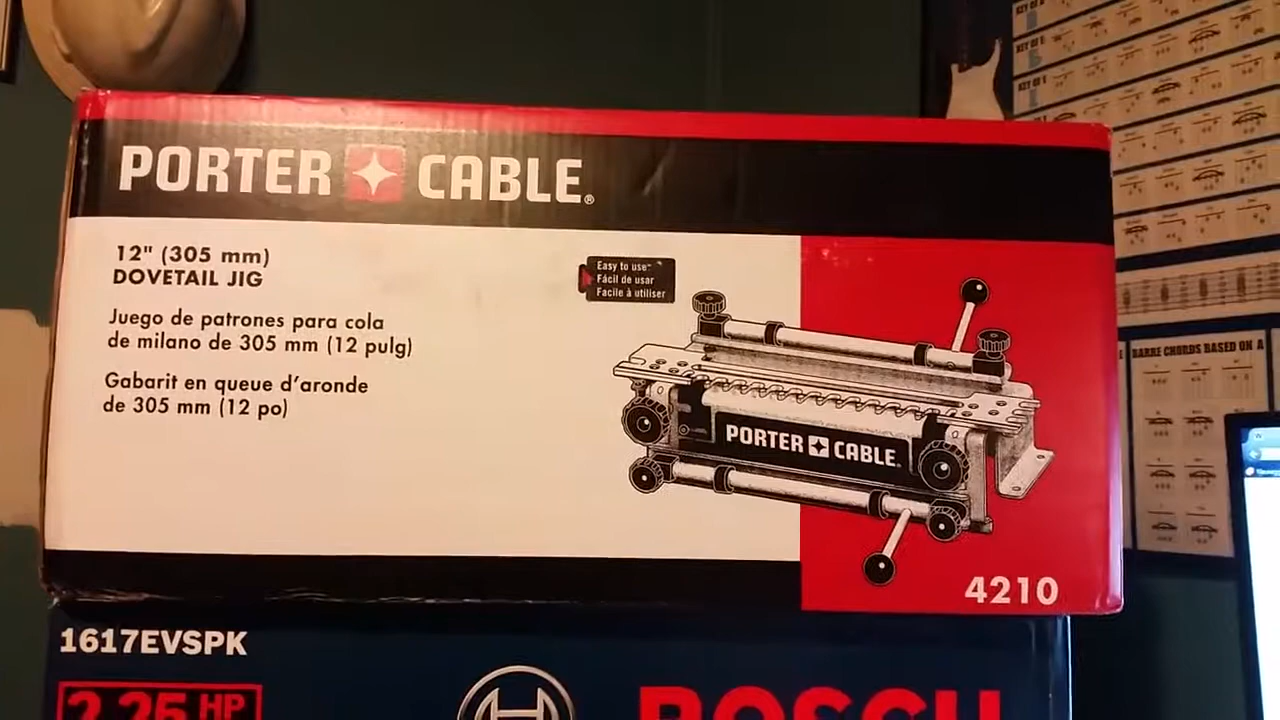 PORTER CABLE®
12" (305 mm)
DOVETAIL JIG
Juego de patrones para cola
de milano de 305 mm (12 pulg)
Gabarit en queue d'aronde
de 305 mm (12 po)
Easy to use™
Fácil de usar
Facile à utiliser
PORTER CABLE®
4210
1617EVSPK
2.25 HP
BOSCH
BARRE CHORDS BASED ON A